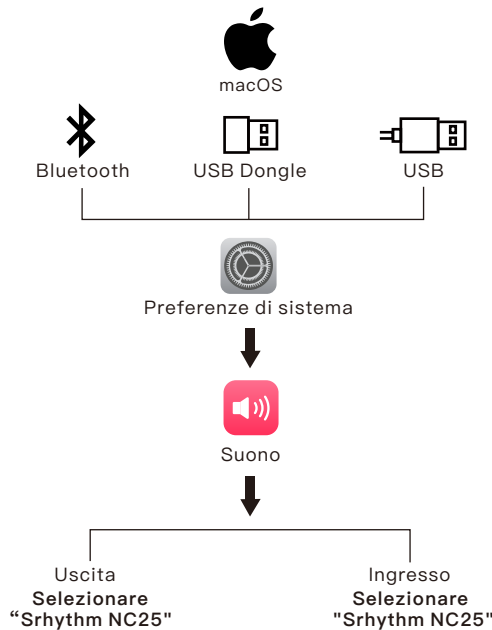 macOS
Bluetooth
USB Dongle
USB
Preferenze di sistema
Suono
Uscita
Selezionare
“Srhythm NC25"
Ingresso
Selezionare
"Srhythm NC25"